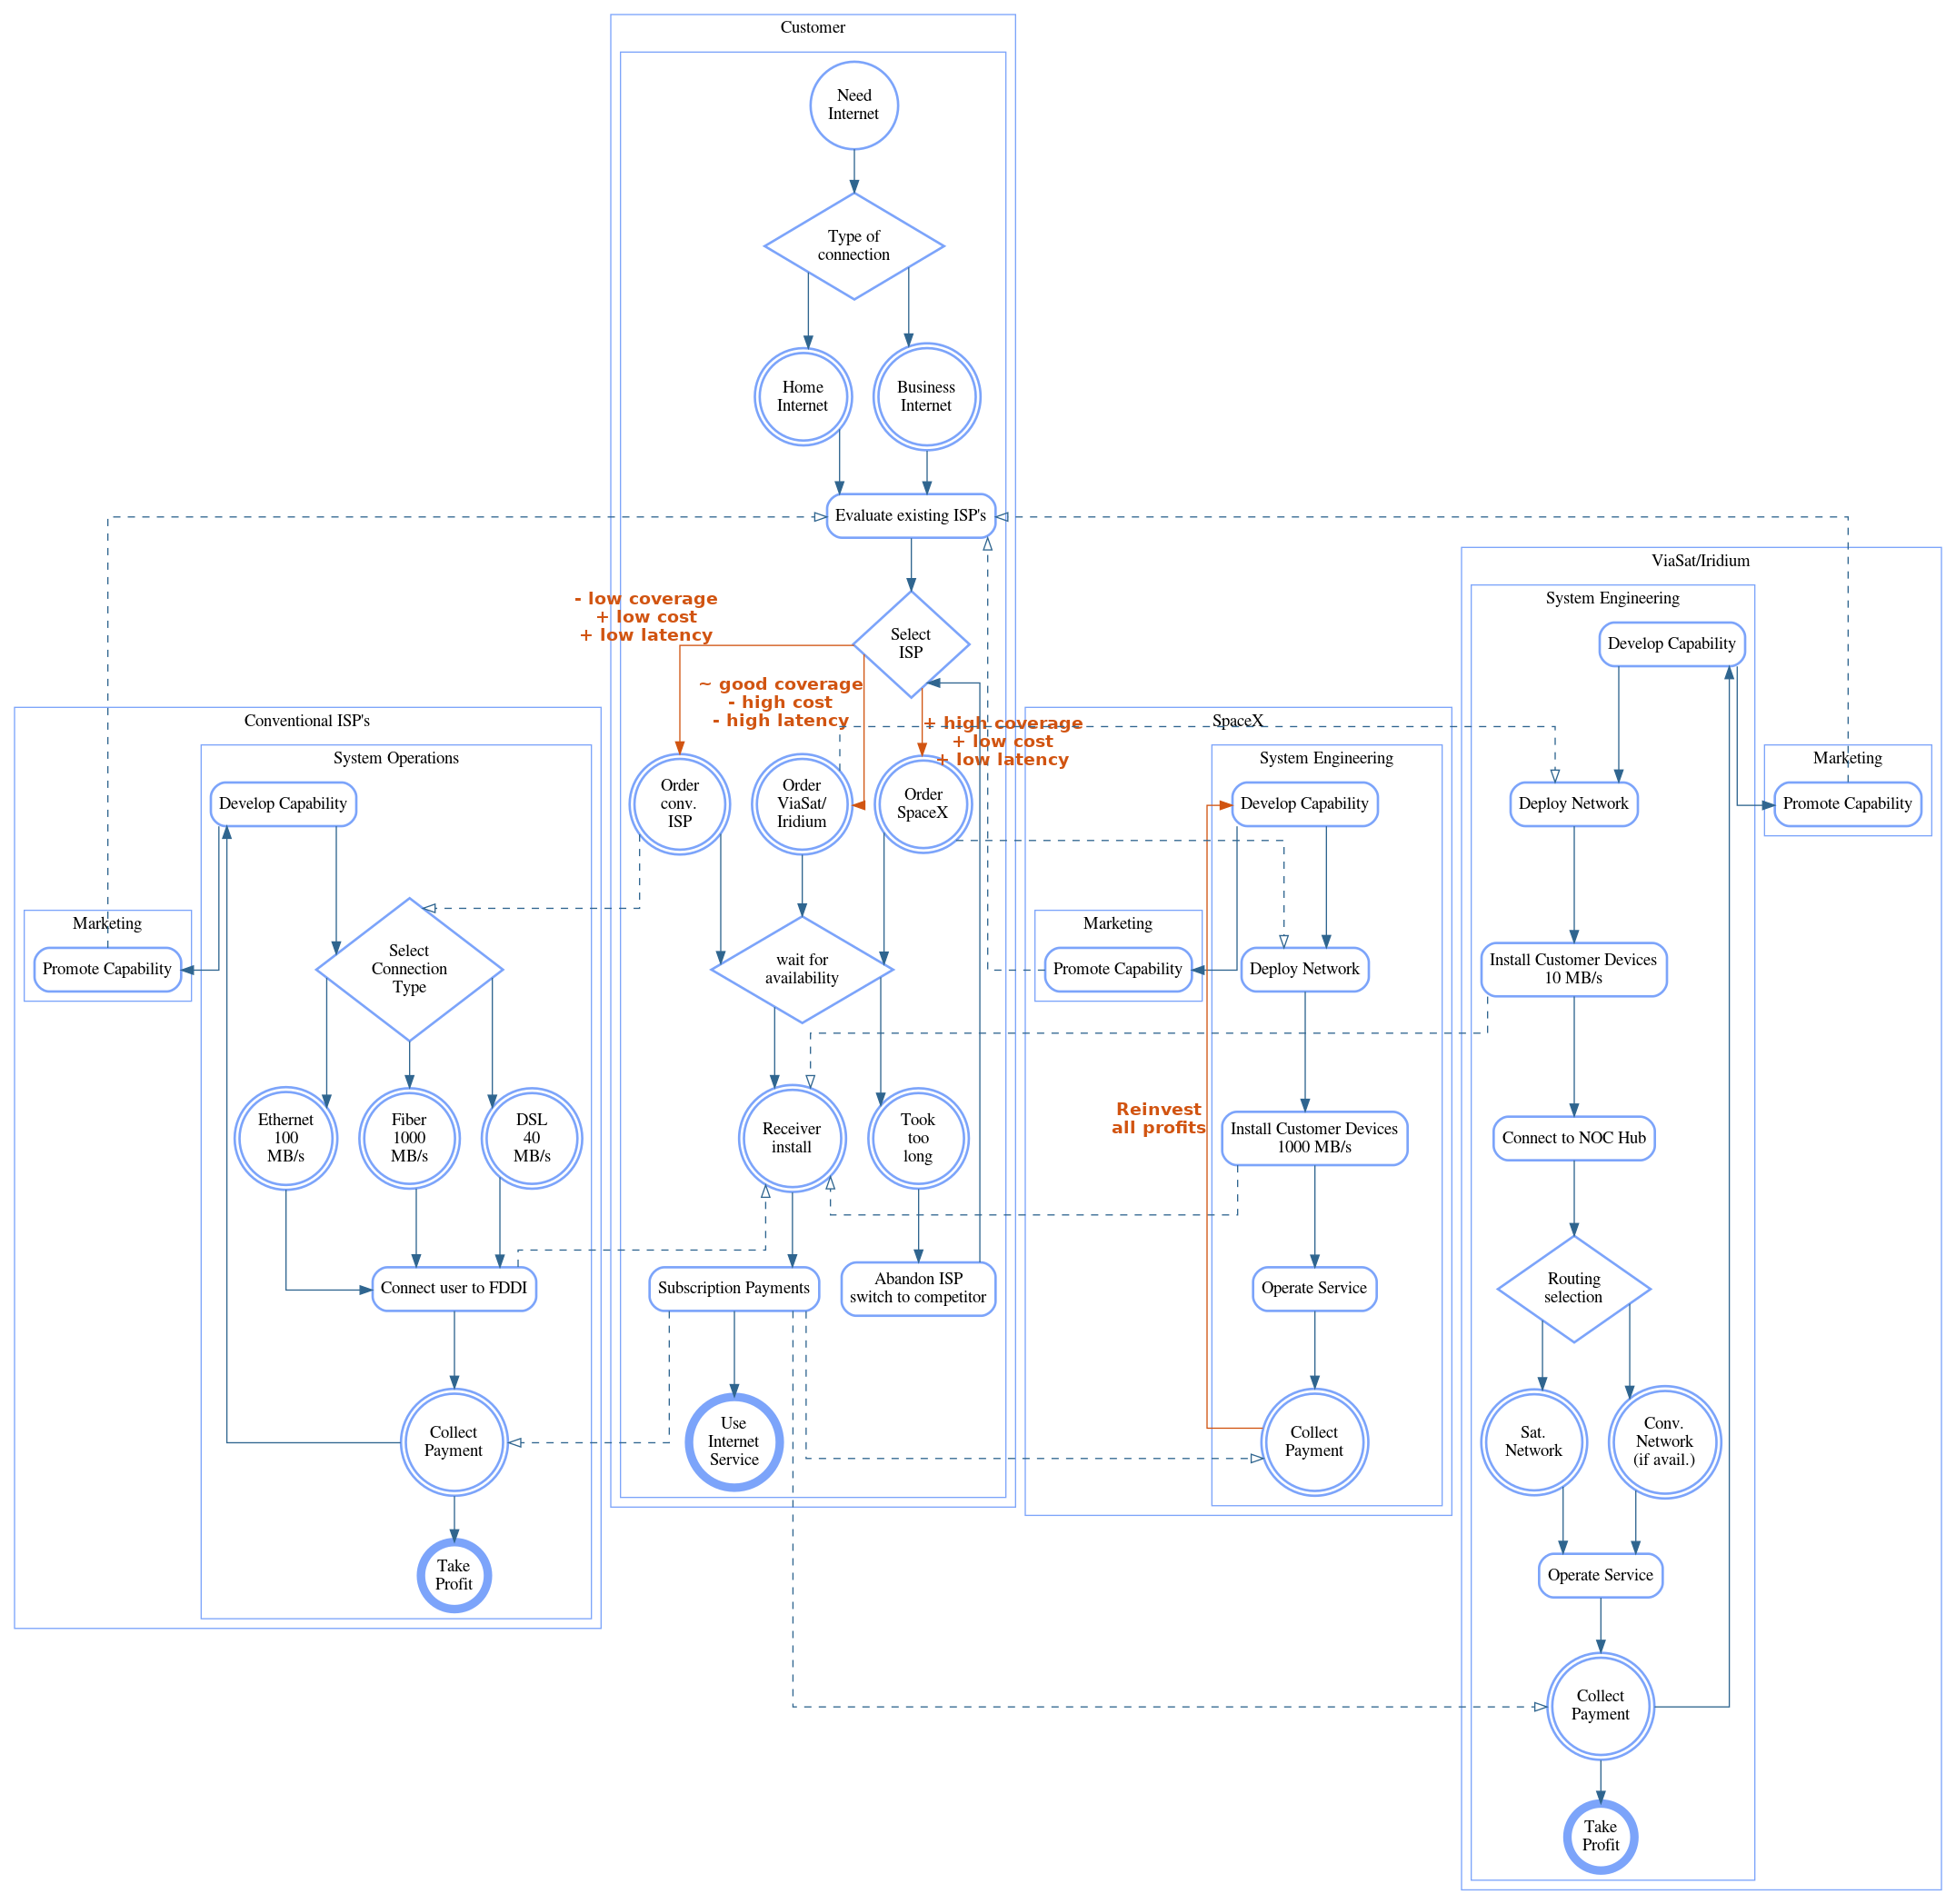 Customer
Need
Internet
Type of
connection
Home
Internet
Business
Internet
Evaluate existing ISP's
Select
ISP
- low coverage
+ low cost
+ low latency
~ good coverage
- high cost
- high latency
+ high coverage
+ low cost
+ low latency
Order
conv.
ISP
Order
ViaSat/
Iridium
Order
SpaceX
wait for
availability
Receiver
install
Took
too
long
Subscription Payments
Abandon ISP
switch to competitor
Use
Internet
Service
Conventional ISP's
System Operations
Develop Capability
Marketing
Promote Capability
Select
Connection
Type
Ethernet
100
MB/s
Fiber
1000
MB/s
DSL
40
MB/s
Connect user to FDDI
Collect
Payment
Take
Profit
SpaceX
System Engineering
Develop Capability
Marketing
Promote Capability
Deploy Network
Reinvest
all profits
Install Customer Devices
1000 MB/s
Operate Service
Collect
Payment
ViaSat/Iridium
System Engineering
Develop Capability
Marketing
Promote Capability
Deploy Network
Install Customer Devices
10 MB/s
Connect to NOC Hub
Routing
selection
Sat.
Network
Conv.
Network
(if avail.)
Operate Service
Collect
Payment
Take
Profit